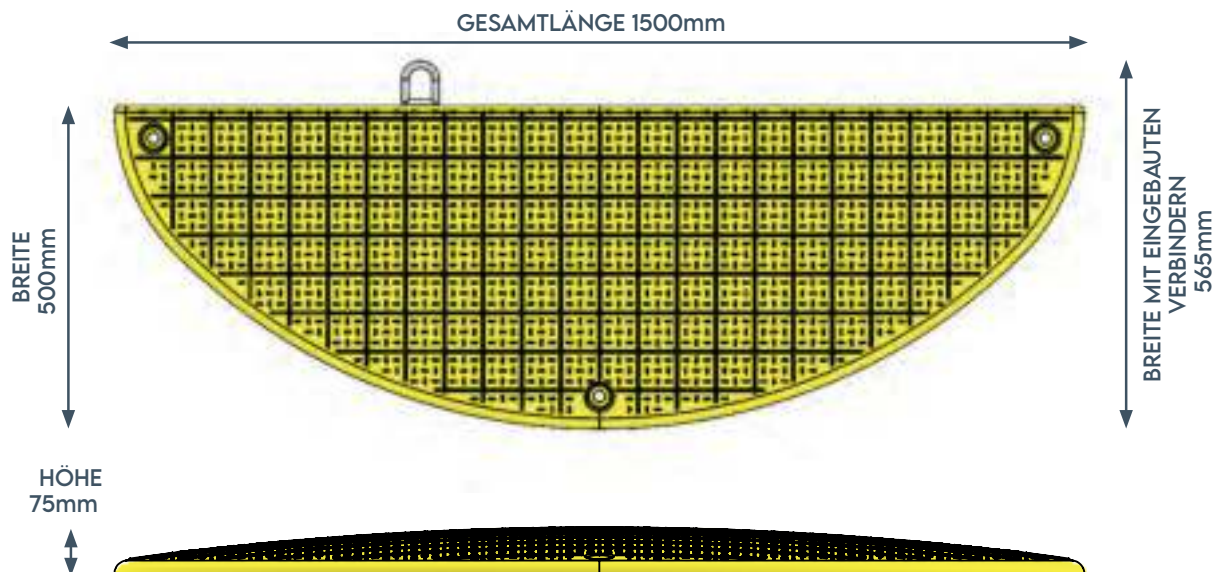 GESAMTLÄNGE 1500mm
BREITE
500mm
BREITE MIT EINGEBAUTEN
VERBINDERN
565mm
HÖHE
75mm